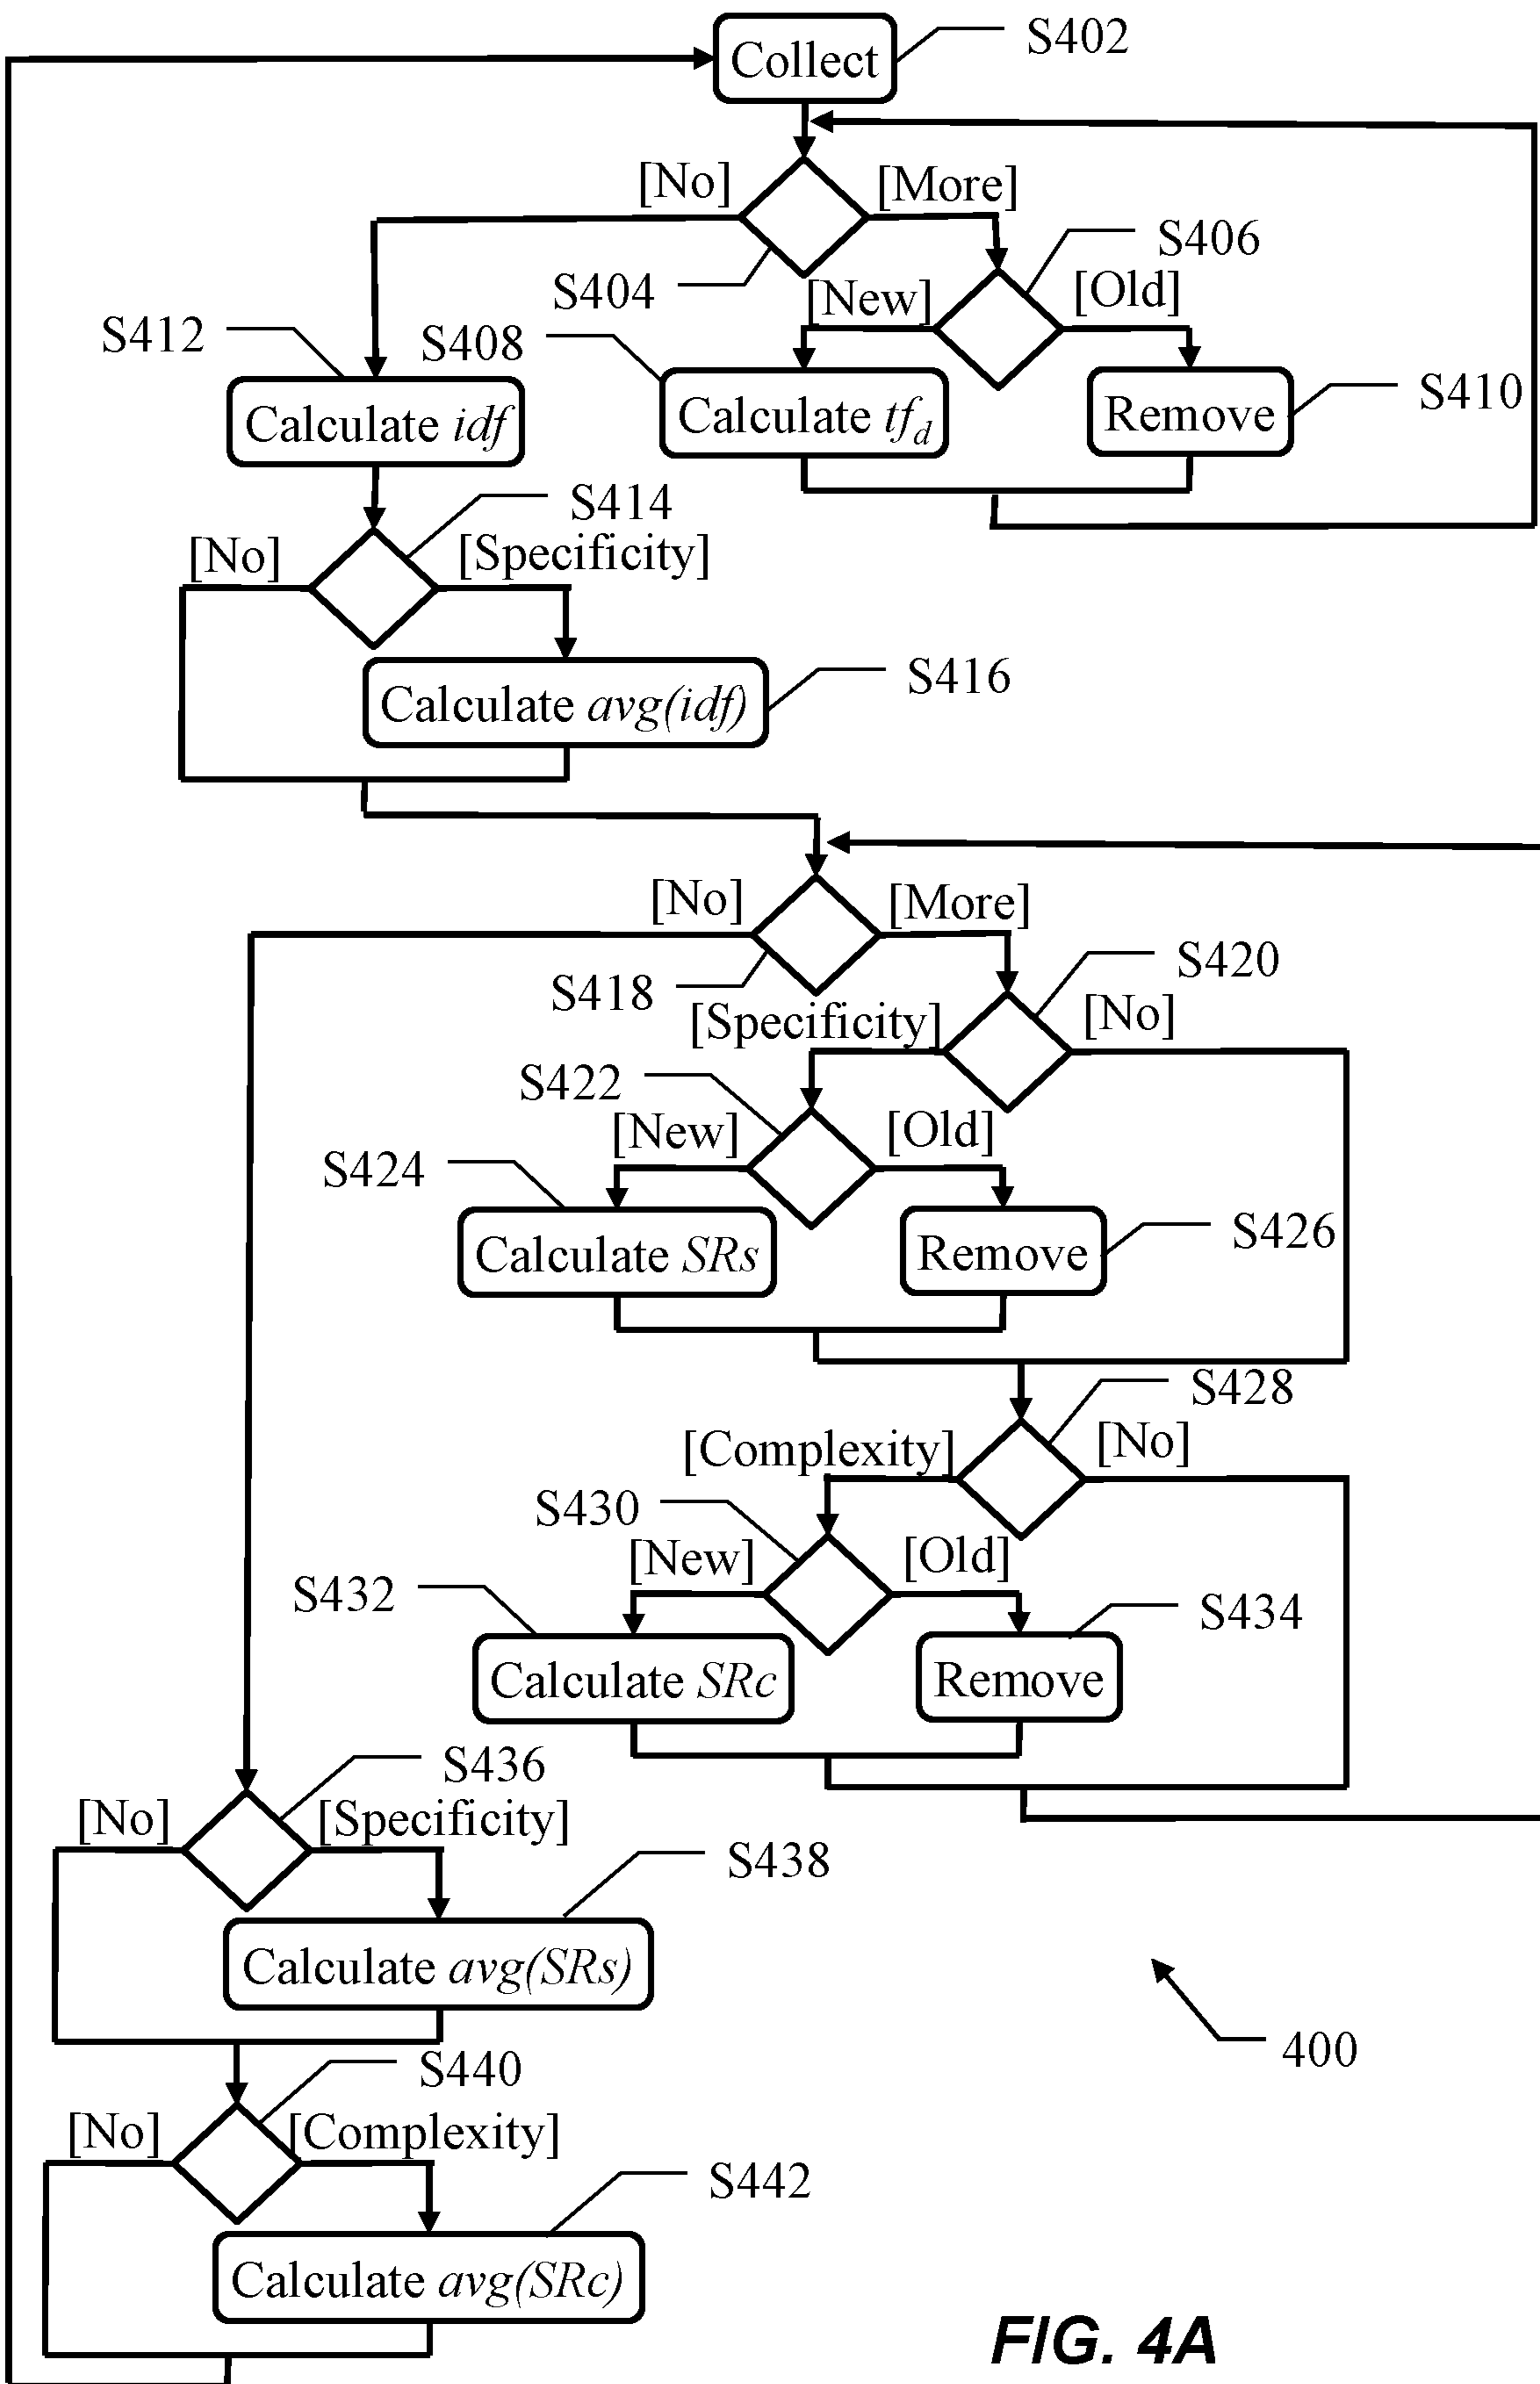 Collect
S402
[No]
[More]
S404
S406
[New]
[Old]
S412
S408
Calculate idf
Calculate tfd
Remove
S410
S414
[No]
[Specificity]
Calculate avg(idf)
S416
[No]
[More]
S418
S420
[Specificity]
[No]
S422
[New]
[Old]
S424
Calculate SRs
Remove
S426
S428
[Complexity]
[No]
S430
[New]
[Old]
S432
S434
Calculate SRc
Remove
S436
[No]
[Specificity]
S438
Calculate avg(SRs)
400
S440
[No]
[Complexity]
S442
Calculate avg(SRc)
FIG. 4A